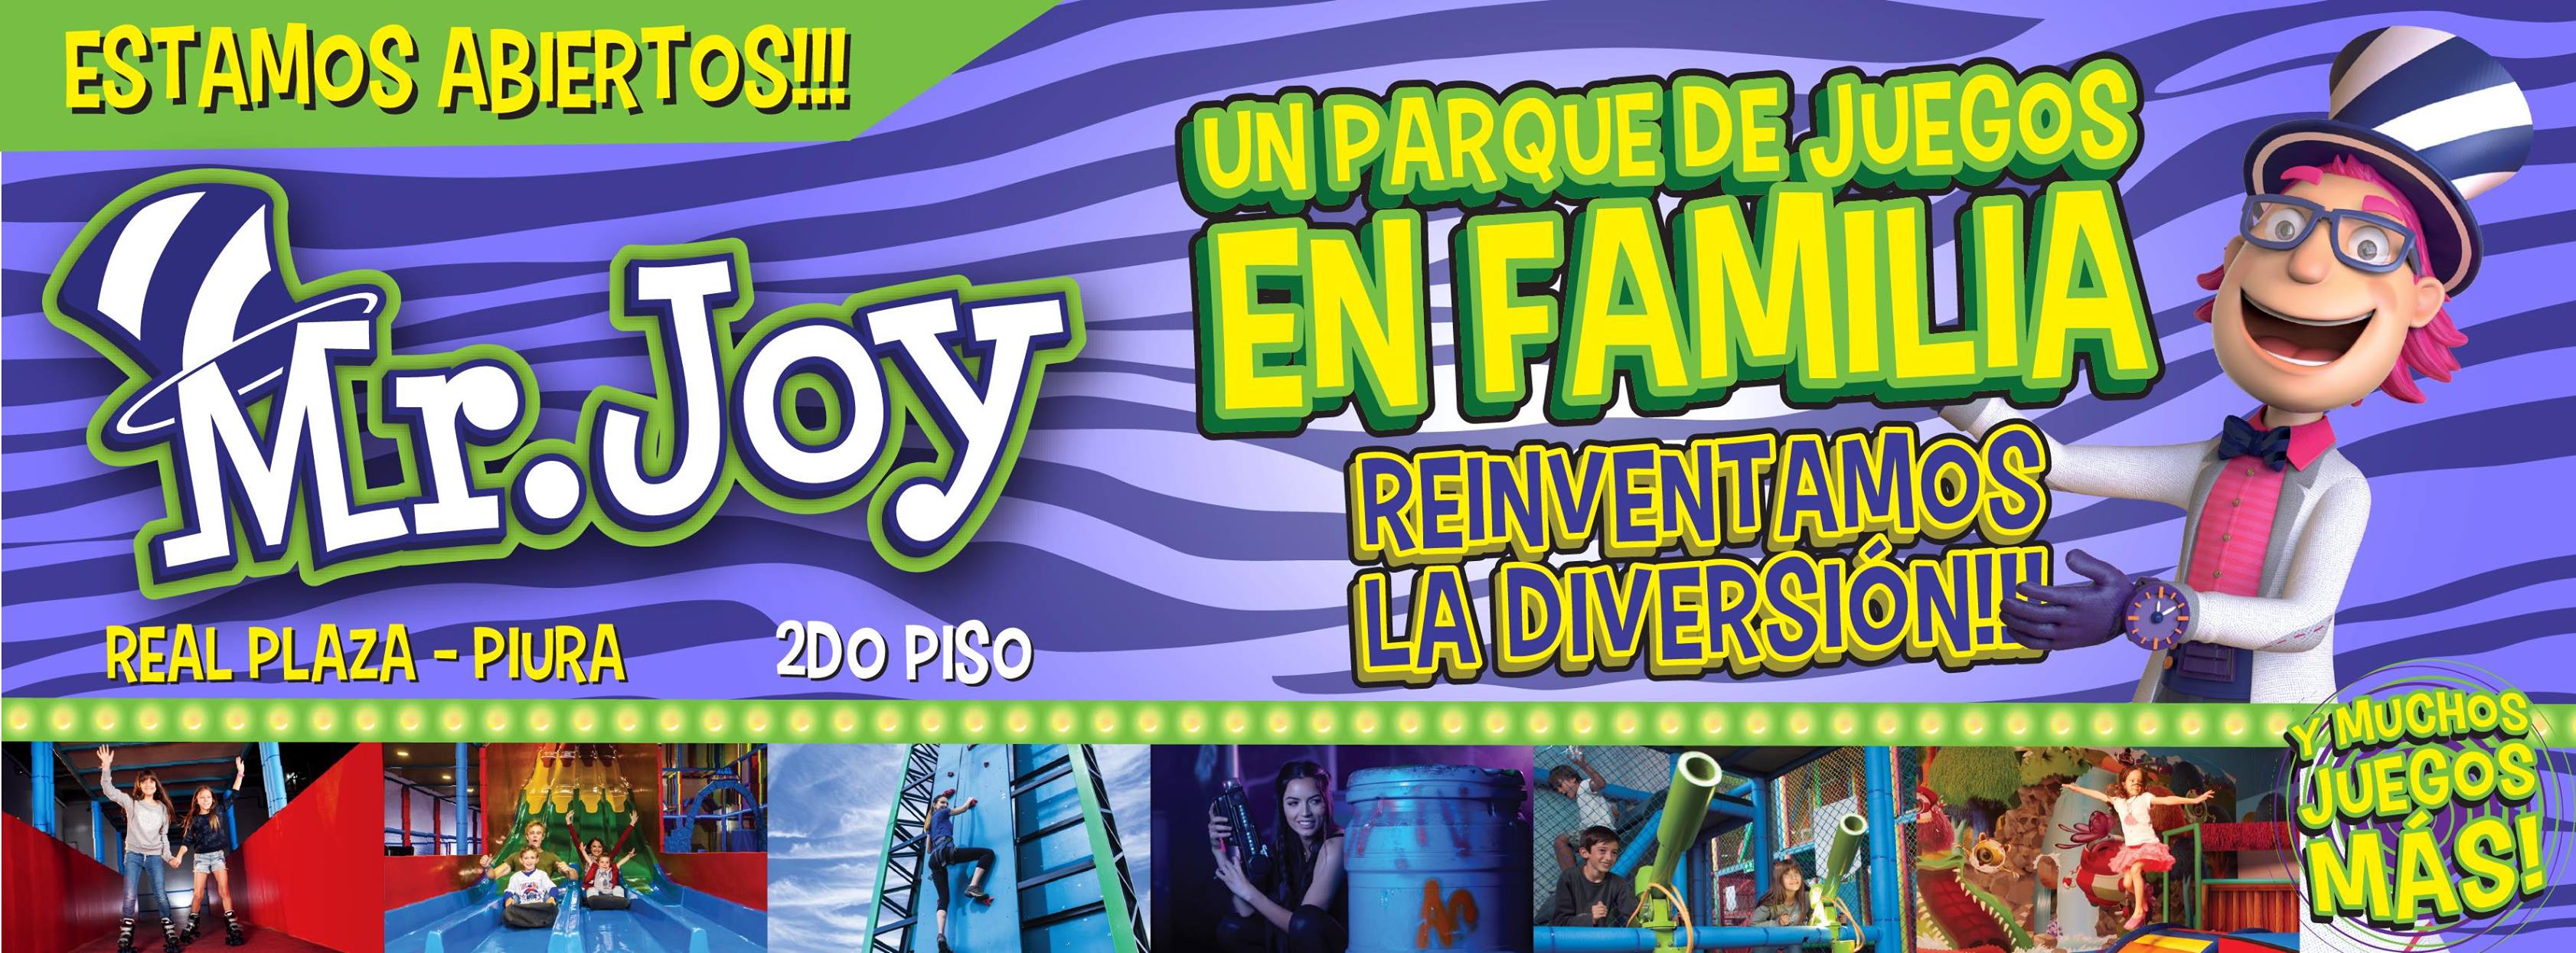 ESTAMOS ABIERTOS!!!
Mr. Joy
REAL PLAZA - PIURA
2DO PISO
UN PARQUE DE JUEGOS
EN FAMILIA
REINVENTAMOS
LA DIVERSIÓN!!!
Y MUCHOS
JUEGOS
MÁS!